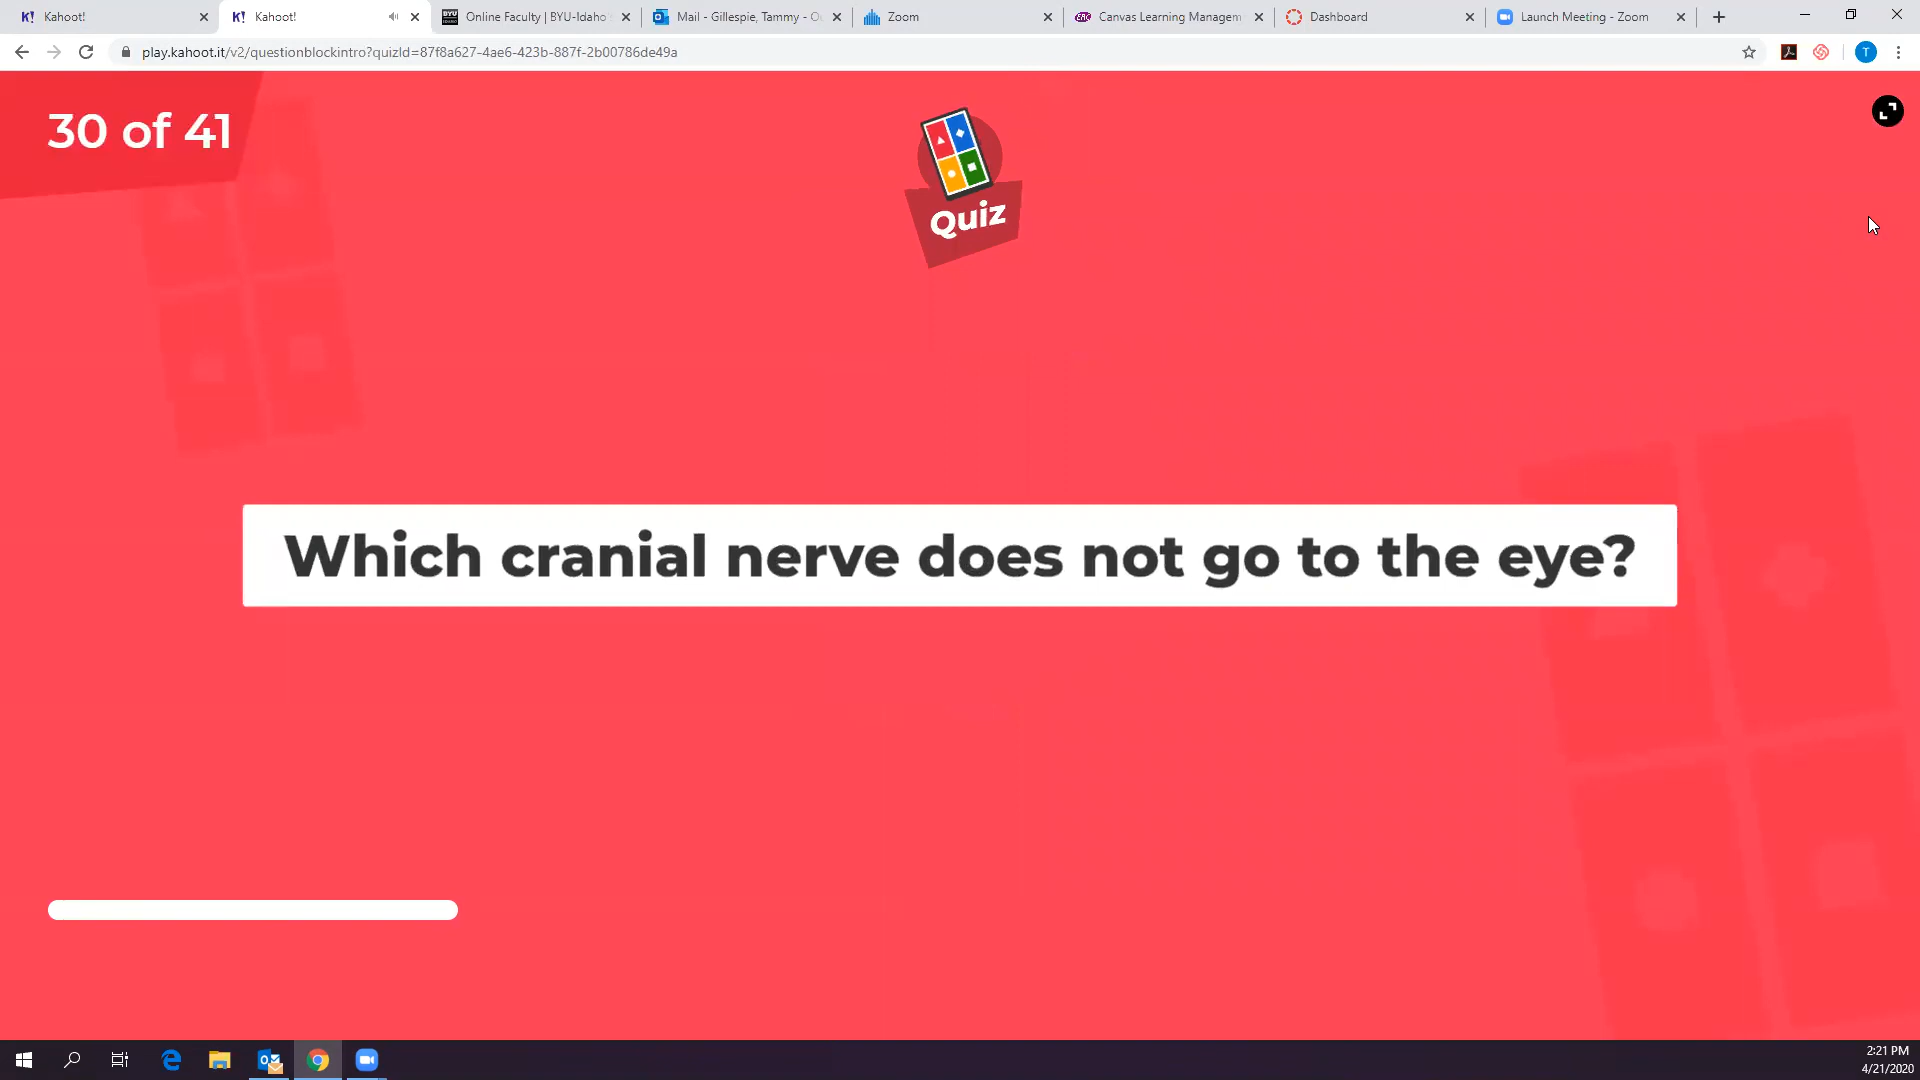 Kahoot!
Kahoot!
Online Faculty | BYU-Idaho
Mail - Gillespie, Tammy - O
Zoom
Canvas Learning Managem
Dashboard
Launch Meeting - Zoom
play.kahoot.it/v2/questionblockintro?quizId=87f8a627-4ae6-423b-887f-2b00786de49a
T
30 of 41
Quiz
Which cranial nerve does not go to the eye?
2:21 PM
4/21/2020